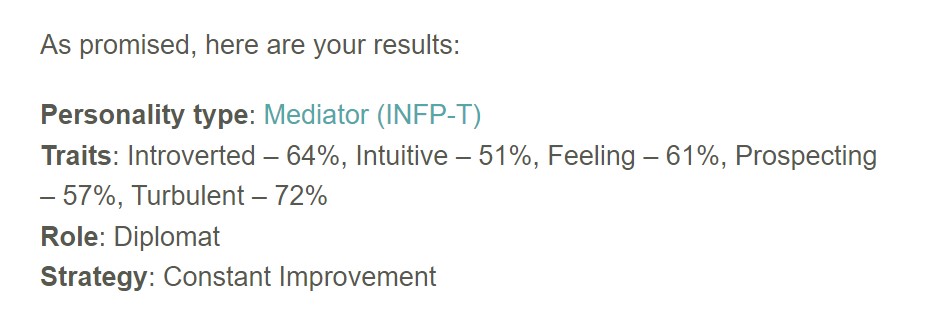 As promised, here are your results:
Personality type: Mediator (INFP-T)
Traits: Introverted – 64%, Intuitive – 51%, Feeling – 61%, Prospecting
– 57%, Turbulent – 72%
Role: Diplomat
Strategy: Constant Improvement